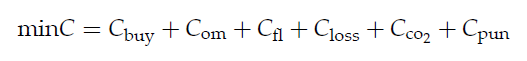 minC = C_buy + C_om + C_fl + C_loss + C_co₂ + C_pun